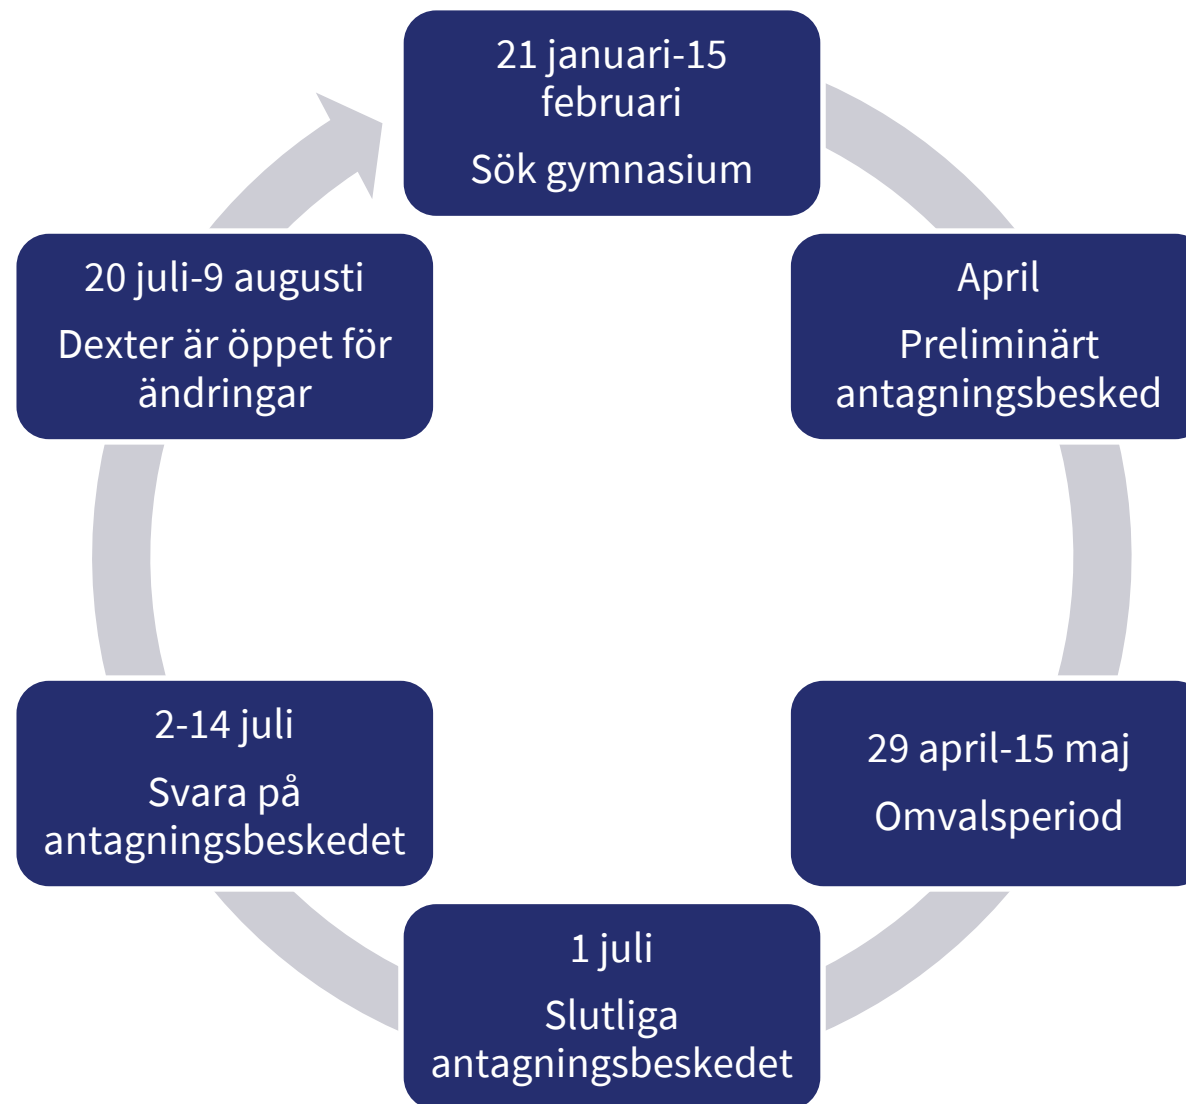 21 januari-15
februari
Sök gymnasium
April
Preliminärt
antagningsbesked
29 april-15 maj
Omvalsperiod
1 juli
Slutliga
antagningsbeskedet
2-14 juli
Svara på
antagningsbeskedet
20 juli-9 augusti
Dexter är öppet för
ändringar